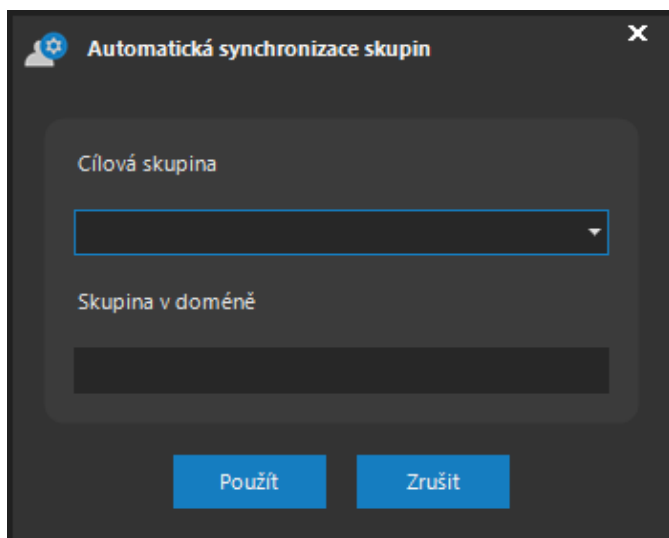 Automatická synchronizace skupin
Cílová skupina
Skupina v doméně
Použít
Zrušit